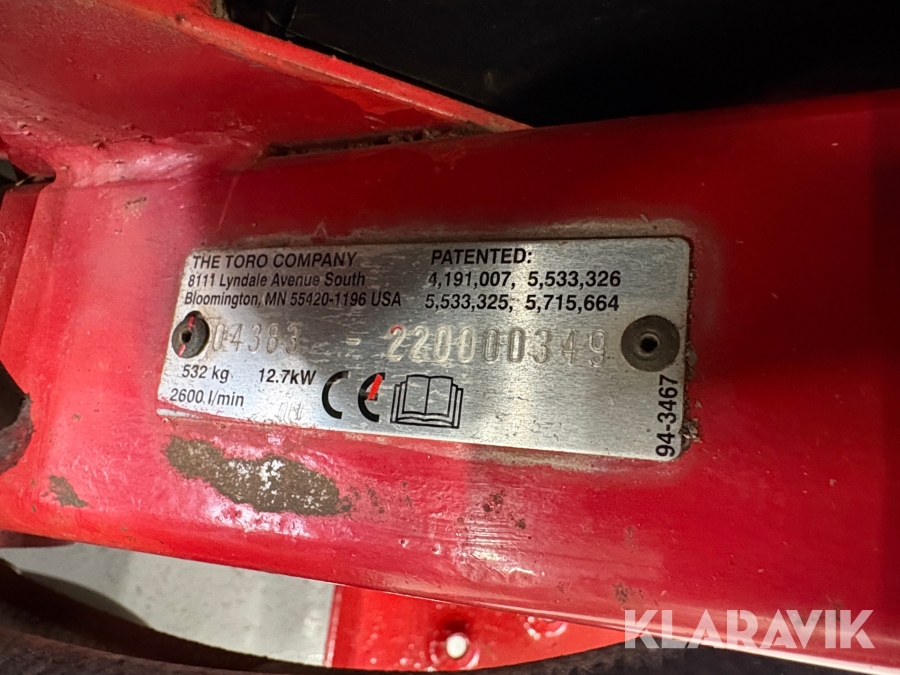 THE TORO COMPANY
8111 Lyndale Avenue South
Bloomington, MN 55420-1196 USA
PATENTED:
4,191,007, 5,533,326
5,533,325, 5,715,664
04383 - 220000349
532 kg 12.7kW
2600 l/min
CE
94-3467
KLARAVIK